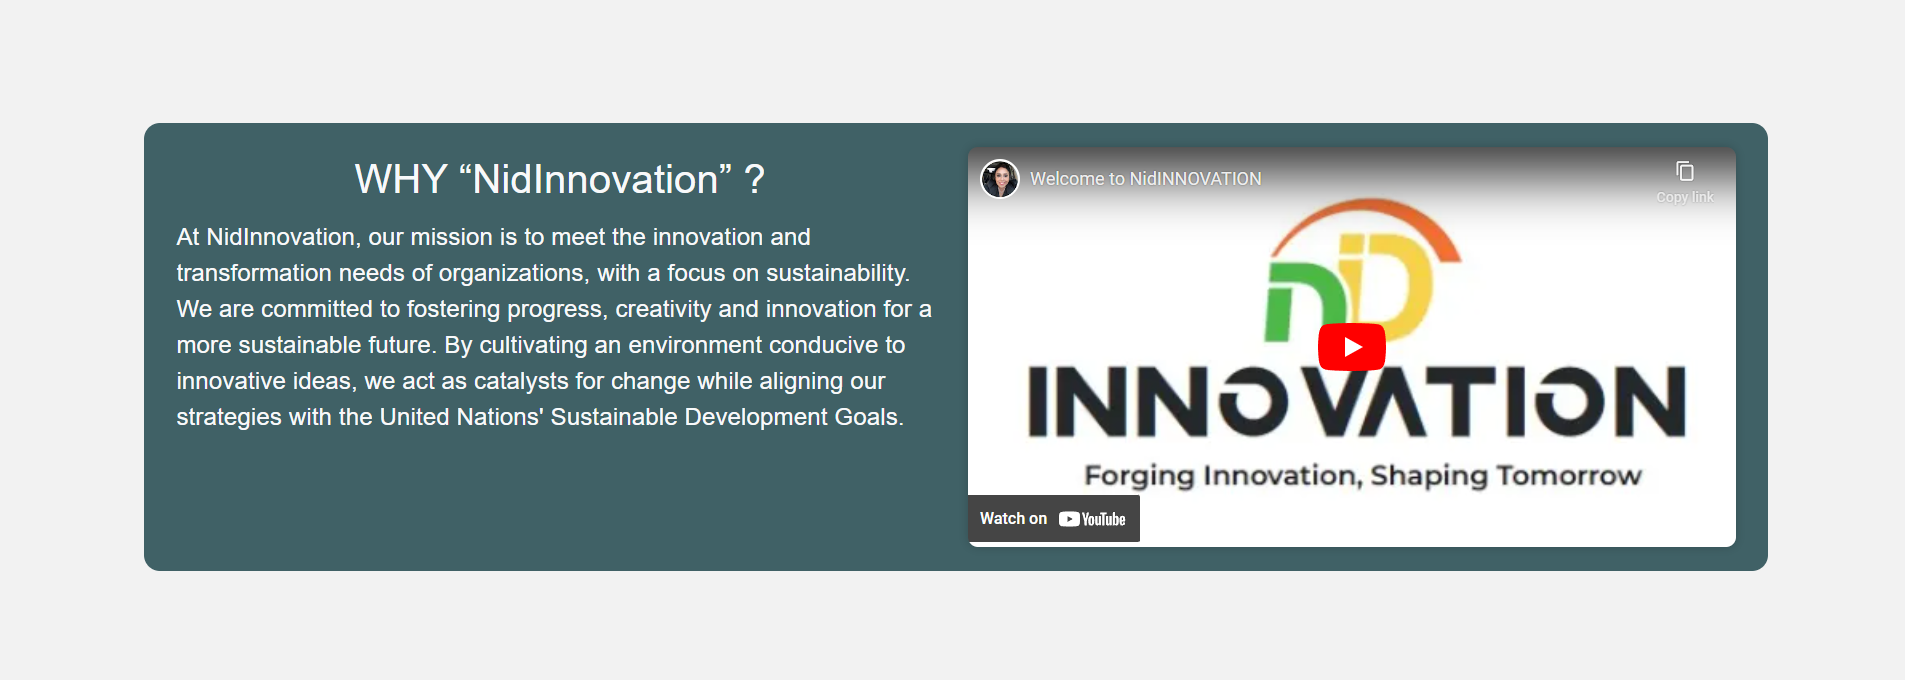 WHY “NidInnovation” ?
At NidInnovation, our mission is to meet the innovation and
transformation needs of organizations, with a focus on sustainability.
We are committed to fostering progress, creativity and innovation for a
more sustainable future. By cultivating an environment conducive to
innovative ideas, we act as catalysts for change while aligning our
strategies with the United Nations' Sustainable Development Goals.
Welcome to NidINNOVATION
Copy link
niD
INNOVATION
Forging Innovation, Shaping Tomorrow
Watch on YouTube